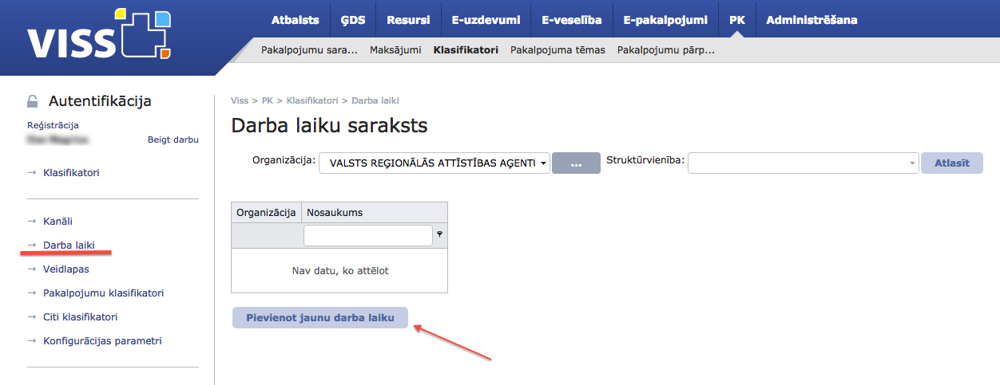 VISS
Atbalsts ĢDS Resursi E-uzdevumi E-veselība E-pakalpojumi PK Administrēšana
Pakalpojumu sara... Maksājumi Klasifikatori Pakalpojuma tēmas Pakalpojumu pārp...
Autentifikācija
Reģistrācija
Beigt darbu
Klasifikatori
Kanāli
Darba laiki
Veidlapas
Pakalpojumu klasifikatori
Citi klasifikatori
Konfigurācijas parametri
Viss > PK > Klasifikatori > Darba laiki
Darba laiku saraksts
Organizācija: VALSTS REĢIONĀLĀS ATTĪSTĪBAS AĢENTŪ ... Struktūrvienība: Atlasīt
Organizācija Nosaukums
Nav datu, ko attēlot
Pievienot jaunu darba laiku